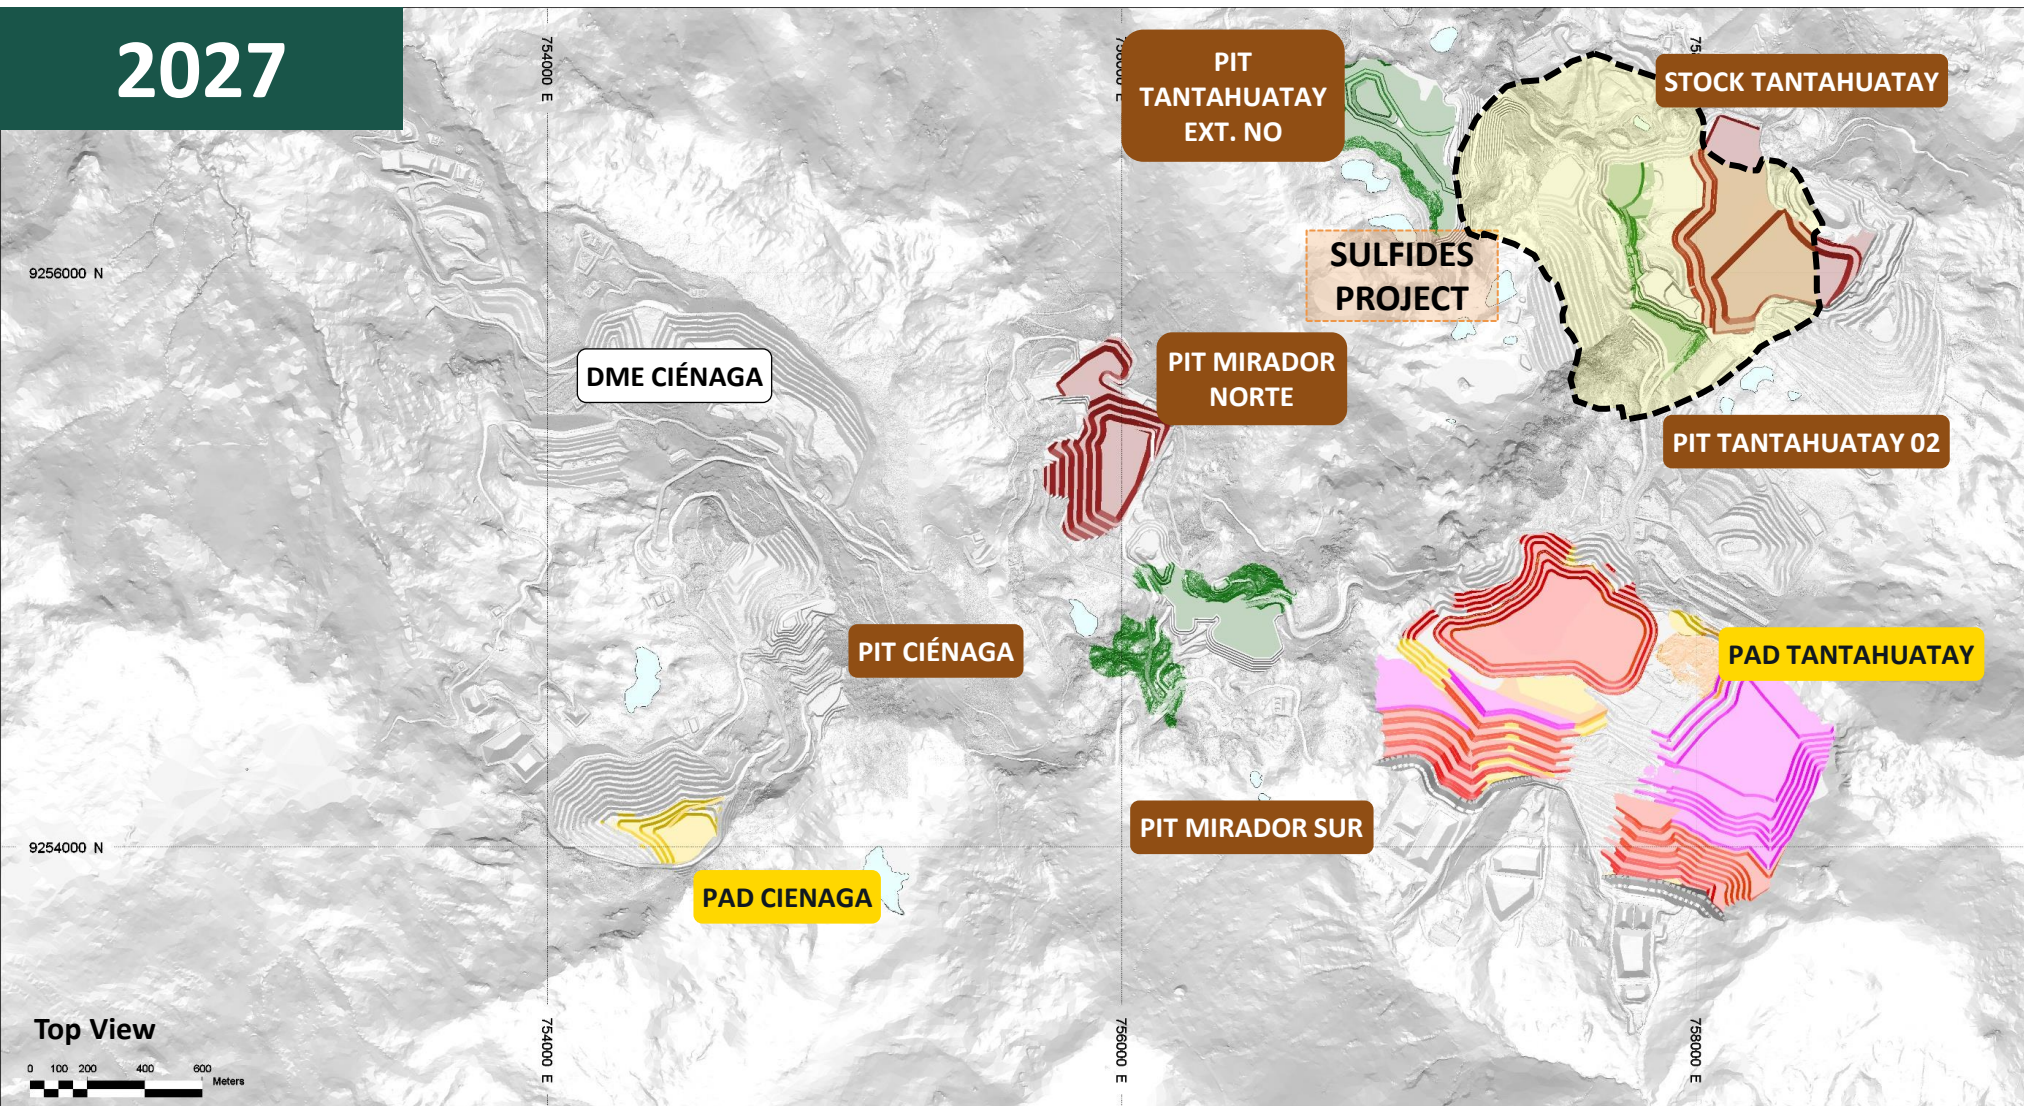 2027
754000 E
PIT
TANTAHUATAY
EXT. NO
STOCK TANTAHUATAY
9256000 N
SULFIDES
PROJECT
DME CIÉNAGA
PIT MIRADOR
NORTE
PIT TANTAHUATAY 02
PIT CIÉNAGA
PAD TANTAHUATAY
PIT MIRADOR SUR
9254000 N
PAD CIENAGA
Top View
0 100 200 400 600
Meters
754000 E
756000 E
758000 E